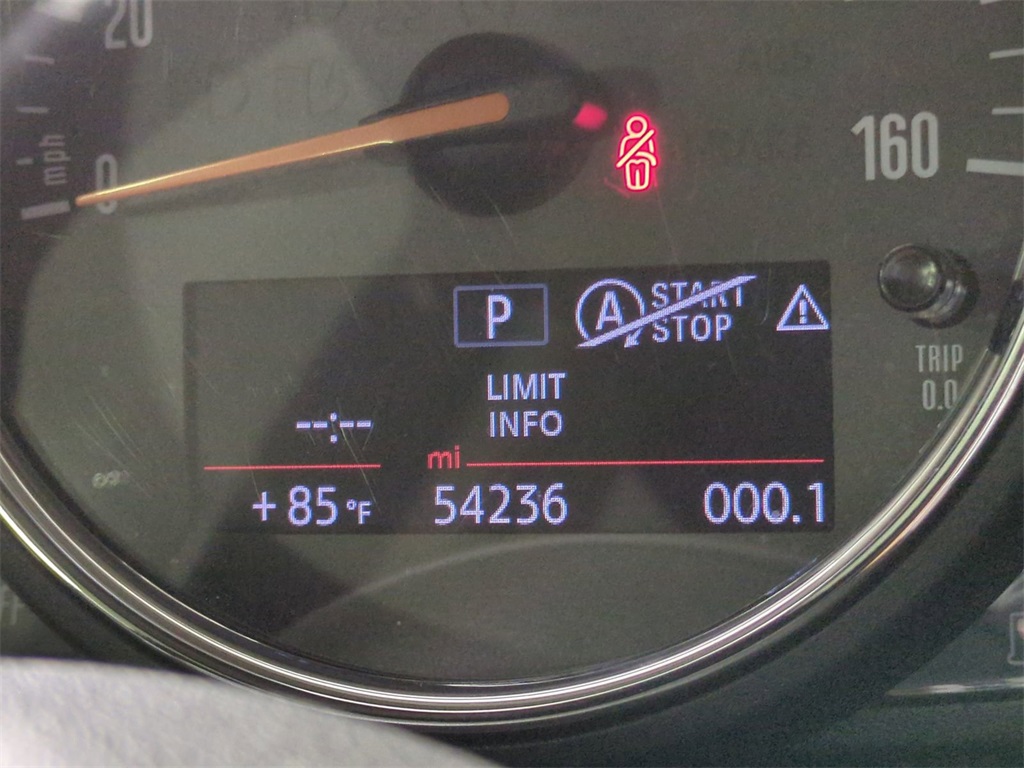 20
mph
0
160
P
A START
STOP
LIMIT
INFO
--:--
mi
+85 °F 54236 000.1
TRIP
0.0